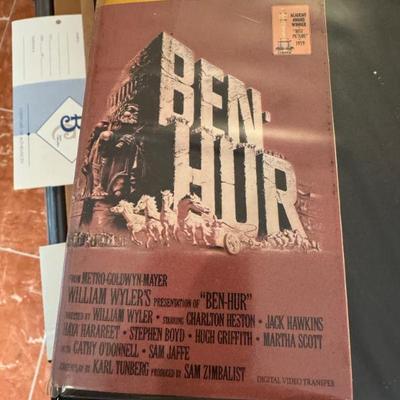 ACADEMY
AWARD
WINNER
"BEST
PICTURE"
1959
BEN-
HUR
FROM METRO-GOLDWYN-MAYER
WILLIAM WYLER'S PRESENTATION OF "BEN-HUR"
DIRECTED BY WILLIAM WYLER • STARRING CHARLTON HESTON • JACK HAWKINS
HAYA HARAREET • STEPHEN BOYD • HUGH GRIFFITH • MARTHA SCOTT
WITH CATHY O'DONNELL • SAM JAFFE
SCREENPLAY BY KARL TUNBERG PRODUCED BY SAM ZIMBALIST
DIGITAL VIDEO TRANSFER